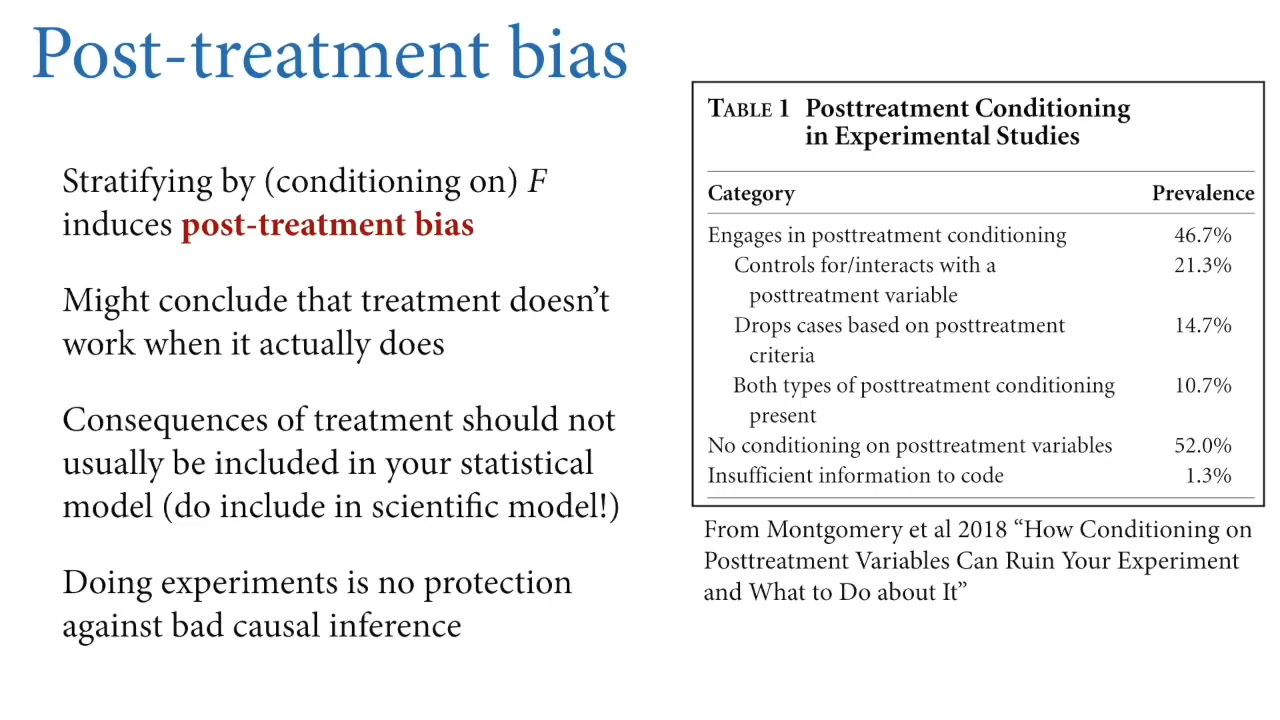 Post-treatment bias
Stratifying by (conditioning on) F
induces post-treatment bias
Might conclude that treatment doesn’t
work when it actually does
Consequences of treatment should not
usually be included in your statistical
model (do include in scientific model!)
Doing experiments is no protection
against bad causal inference
TABLE 1 Posttreatment Conditioning
in Experimental Studies
Category Prevalence
Engages in posttreatment conditioning 46.7%
Controls for/interacts with a 21.3%
posttreatment variable
Drops cases based on posttreatment 14.7%
criteria
Both types of posttreatment conditioning 10.7%
present
No conditioning on posttreatment variables 52.0%
Insufficient information to code 1.3%
From Montgomery et al 2018 “How Conditioning on
Posttreatment Variables Can Ruin Your Experiment
and What to Do about It”